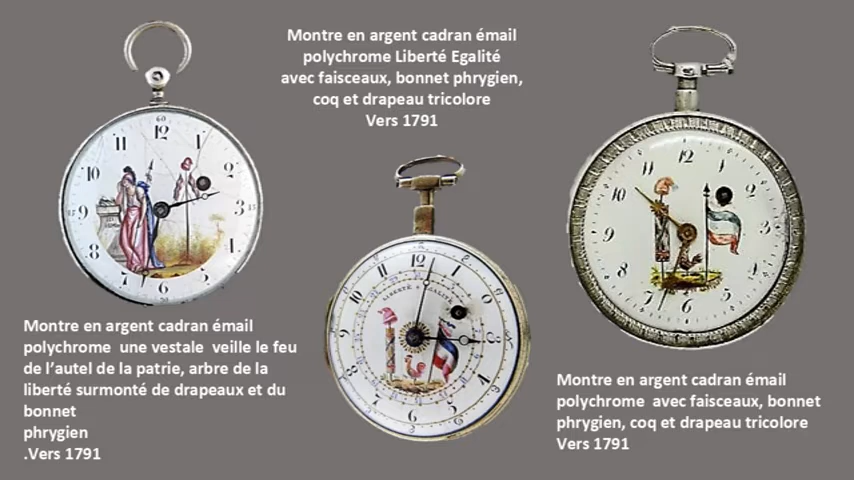 Montre en argent cadran émail
polychrome Liberté Egalité
avec faisceaux, bonnet phrygien,
coq et drapeau tricolore
Vers 1791
Montre en argent cadran émail
polychrome  une vestale  veille le feu
de l’autel de la patrie, arbre de la
liberté surmonté de drapeaux et du
bonnet
phrygien
.Vers 1791
Montre en argent cadran émail
polychrome  avec faisceaux, bonnet
phrygien, coq et drapeau tricolore
Vers 1791